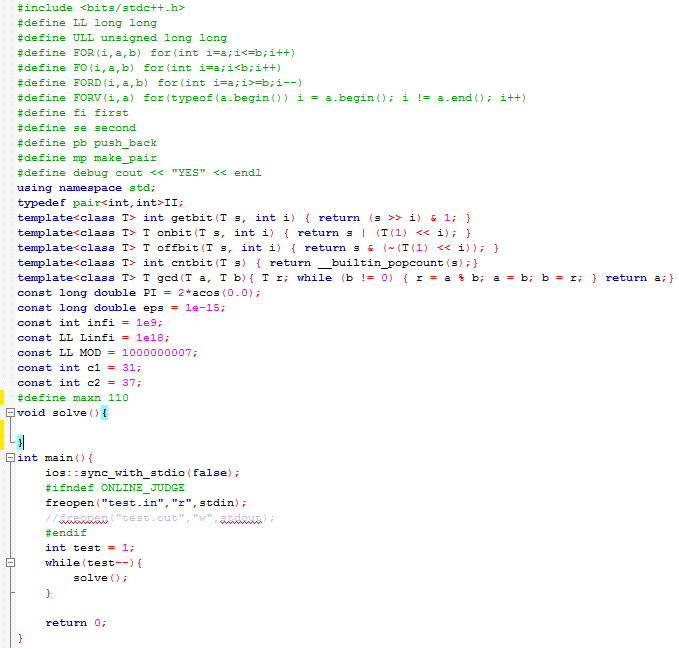 #include <bits/stdc++.h>
#define LL long long
#define ULL unsigned long long
#define FOR(i,a,b) for(int i=a;i<=b;i++)
#define FO(i,a,b) for(int i=a;i<b;i++)
#define FORD(i,a,b) for(int i=a;i>=b;i--)
#define FORV(i,a) for(typeof(a.begin()) i = a.begin(); i != a.end(); i++)
#define fi first
#define se second
#define pb push_back
#define mp make_pair
#define debug cout << "YES" << endl
using namespace std;
typedef pair<int,int>II;
template<class T> int getbit(T s, int i) { return (s >> i) & 1; }
template<class T> T onbit(T s, int i) { return s | (T(1) << i); }
template<class T> T offbit(T s, int i) { return s & (~(T(1) << i)); }
template<class T> int cntbit(T s) { return __builtin_popcount(s);}
template<class T> T gcd(T a, T b){ T r; while (b != 0) { r = a % b; a = b; b = r; } return a;}
const long double PI = 2*acos(0.0);
const long double eps = 1e-15;
const int infi = 1e9;
const LL Linfi = 1e18;
const LL MOD = 1000000007;
const int c1 = 31;
const int c2 = 37;
#define maxn 110
void solve(){
}
int main(){
ios::sync_with_stdio(false);
#ifndef ONLINE_JUDGE
freopen("test.in","r",stdin);
//freopen("test.out","w",stdout);
#endif
int test = 1;
while(test--){
solve();
}
return 0;
}